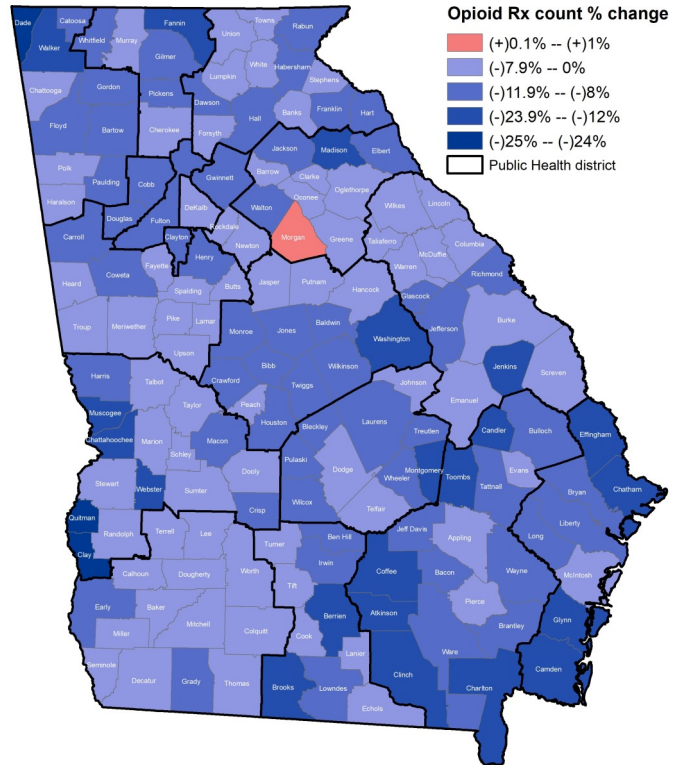 Opioid Rx count % change
(+)0.1% -- (+)1%
(-)7.9% -- 0%
(-)11.9% -- (-)8%
(-)23.9% -- (-)12%
(-)25% -- (-)24%
Public Health district
Dade
Catoosa
Fannin
Towns
Rabun
Walker
Whitfield
Murray
Union
Gilmer
White
Habersham
Lumpkin
Stephens
Chattooga
Gordon
Pickens
Dawson
Banks
Franklin
Hart
Floyd
Bartow
Cherokee
Forsyth
Hall
Jackson
Madison
Elbert
Polk
Paulding
Cobb
Gwinnett
Barrow
Clarke
Oglethorpe
Haralson
Douglas
Fulton
DeKalb
Walton
Oconee
Wilkes
Lincoln
Carroll
Clayton
Rockdale
Newton
Morgan
Greene
Taliaferro
McDuffie
Columbia
Coweta
Fayette
Henry
Warren
Richmond
Heard
Spalding
Butts
Jasper
Putnam
Hancock
Glascock
Troup
Meriwether
Pike
Lamar
Monroe
Jones
Baldwin
Jefferson
Burke
Upson
Washington
Harris
Talbot
Crawford
Bibb
Twiggs
Wilkinson
Jenkins
Screven
Muscogee
Taylor
Peach
Houston
Johnson
Emanuel
Chattahoochee
Marion
Macon
Bleckley
Laurens
Treutlen
Candler
Bulloch
Effingham
Schley
Stewart
Webster
Sumter
Dooly
Pulaski
Dodge
Wheeler
Montgomery
Toombs
Tattnall
Evans
Bryan
Chatham
Quitman
Randolph
Crisp
Wilcox
Telfair
Liberty
Terrell
Lee
Turner
Ben Hill
Jeff Davis
Appling
Long
Clay
Calhoun
Dougherty
Worth
Irwin
Coffee
Bacon
Wayne
McIntosh
Early
Baker
Tift
Pierce
Miller
Mitchell
Colquitt
Cook
Berrien
Atkinson
Brantley
Glynn
Seminole
Lanier
Ware
Decatur
Grady
Thomas
Brooks
Lowndes
Clinch
Charlton
Camden
Echols